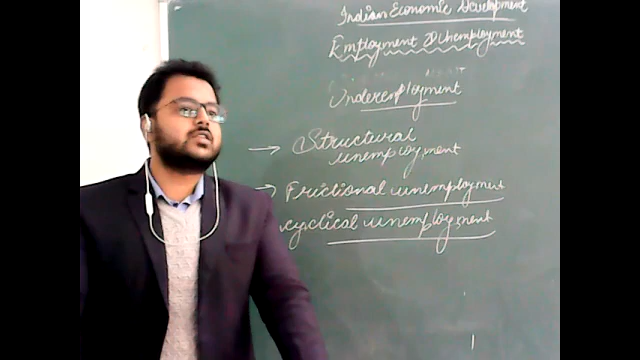 Indian Economic Development
Employment & Unemployment
Underemployment
→ Structural
unemployment
→ Frictional unemployment
cyclical unemployment